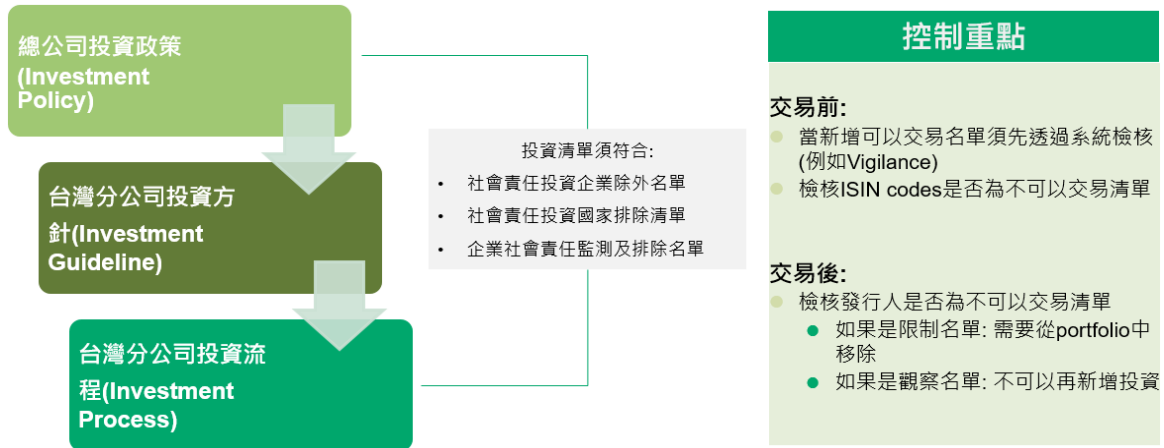 總公司投資政策
(Investment
Policy)
台灣分公司投資方
針(Investment
Guideline)
台灣分公司投資流
程(Investment
Process)
投資清單須符合:
• 社會責任投資企業除外名單
• 社會責任投資國家排除清單
• 企業社會責任監測及排除名單
控制重點
交易前:
當新增可以交易名單須先透過系統檢核
(例如Vigilance)
檢核ISIN codes是否為不可以交易清單
交易後:
檢核發行人是否為不可以交易清單
如果是限制名單: 需要從portfolio中
移除
如果是觀察名單: 不可以再新增投資